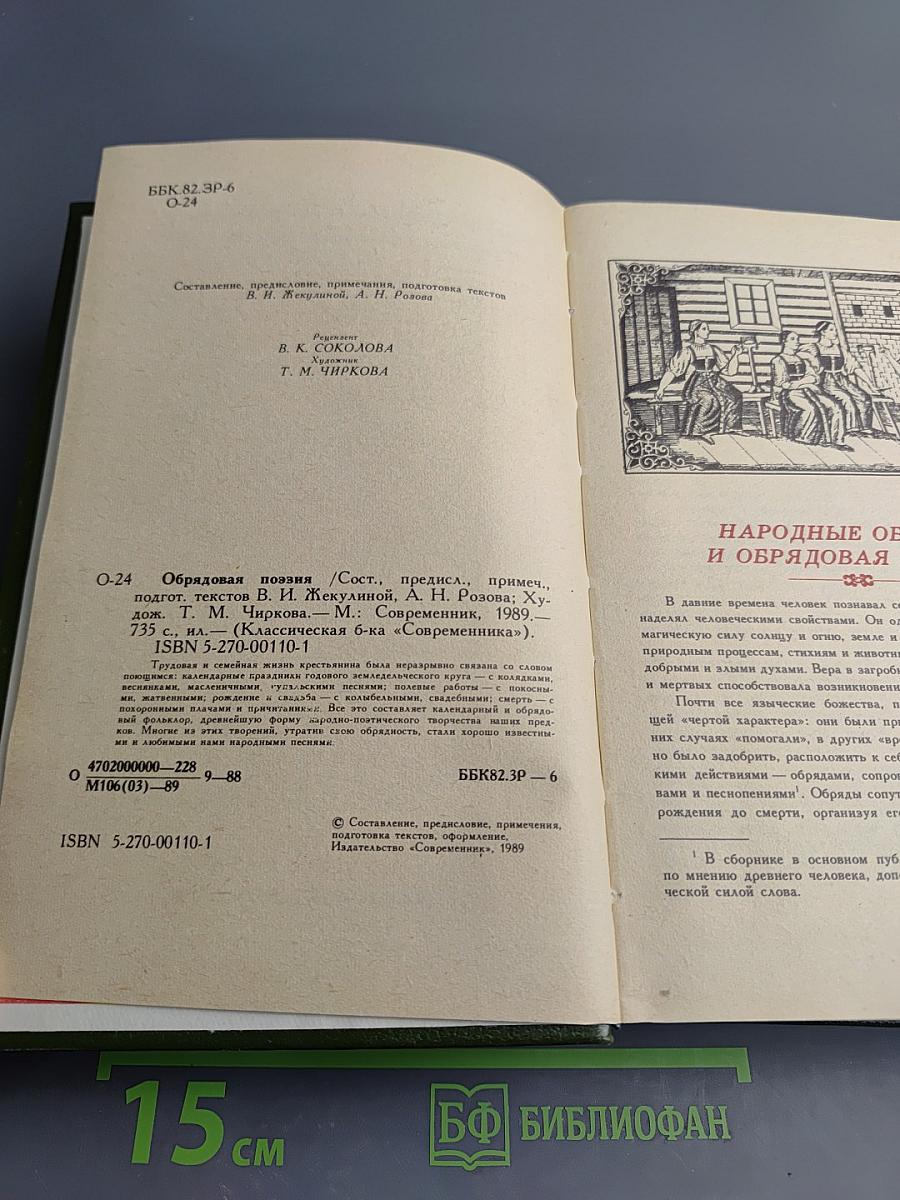 ББК.82.ЗР-6
О-24
Составление, предисловие, примечания, подготовка текстов
В. И. Жекулиной, А. Н. Розова
Рецензент
В. К. СОКОЛОВА
Художник
Т. М. ЧИРКОВА
О-24 Обрядовая поэзия /Сост., предисл., примеч.,
подгот. текстов В. И. Жекулиной, А. Н. Розова; Ху-
дож. Т. М. Чиркова.— М.: Современник, 1989.—
735 с., ил.— (Классическая б-ка «Современника»).
ISBN 5-270-00110-1
Трудовая и семейная жизнь крестьянина была неразрывно связана со словом
поющимся: календарные праздники годового земледельческого круга — с колядками,
веснянками, масленичными, купальскими песнями; полевые работы — с покосны-
ми, жатвенными; рождение и свадьба — с колыбельными, свадебными; смерть — с
похоронными плачами и причитаниями. Все это составляет календарный и обрядо-
вый фольклор, древнейшую форму народно-поэтического творчества наших пред-
ков. Многие из этих творений, утратив свою обрядность, стали хорошо известны-
ми и любимыми нами народными песнями.
О 4702000000—228 9—88
М106(03)—89
ББК82.3Р — 6
ISBN 5-270-00110-1
© Составление, предисловие, примечания,
подготовка текстов, оформление,
Издательство «Современник», 1989
НАРОДНЫЕ ОБ
И ОБРЯДОВАЯ
В давние времена человек познавал се
наделял человеческими свойствами. Он од
магическую силу солнцу и огню, земле и
природным процессам, стихиям и животны
добрыми и злыми духами. Вера в загробн
и мертвых способствовала возникновени
Почти все языческие божества, п
щей «чертой характера»: они были при
них случаях «помогали», в других «вре
но было задобрить, расположить к себ
кими действиями — обрядами, сопров
вами и песнопениями¹. Обряды сопут
рождения до смерти, организуя ег
¹ В сборнике в основном пуб
по мнению древнего человека, доп
ческой силой слова.
15 см
БФ БИБЛИОФАН